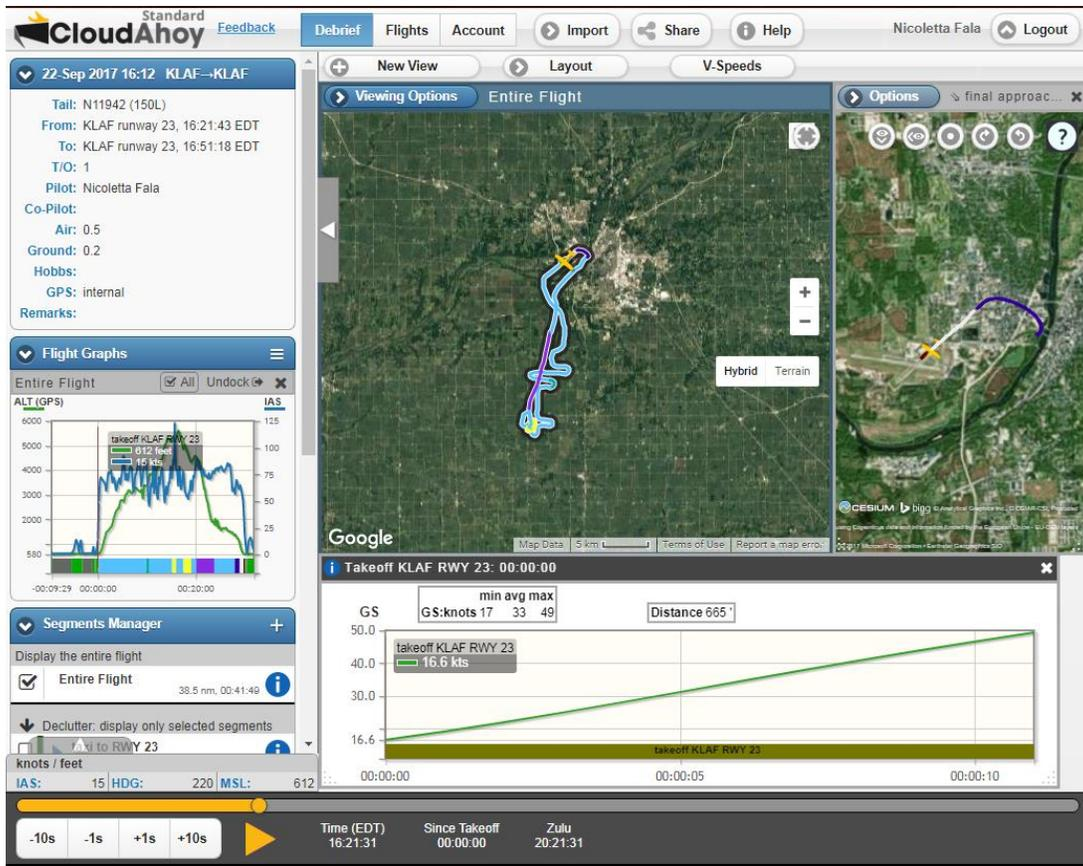 Standard
CloudAhoy
Feedback
Debrief Flights Account Import Share Help
Nicoletta Fala Logout
22-Sep 2017 16:12 KLAF→KLAF
Tail: N11942 (150L)
From: KLAF runway 23, 16:21:43 EDT
To: KLAF runway 23, 16:51:18 EDT
T/O: 1
Pilot: Nicoletta Fala
Co-Pilot:
Air: 0.5
Ground: 0.2
Hobbs:
GPS: internal
Remarks:
Flight Graphs
Entire Flight All Undock
ALT (GPS) IAS
6000 125
5000 100
4000 75
3000 50
2000 25
580 0
takeoff KLAF RWY 23
612 feet
15 kts
-00:09:29 00:00:00 00:20:00
Segments Manager
Display the entire flight
Entire Flight
38.5 nm, 00:41:49
Declutter: display only selected segments
taxi to RWY 23
knots / feet
IAS: 15 HDG: 220 MSL: 612
New View Layout V-Speeds
Viewing Options Entire Flight
+
−
Hybrid Terrain
Google
Map Data 5 km Terms of Use Report a map error
Options final approac...
?
CESIUM bing
Takeoff KLAF RWY 23: 00:00:00
min avg max
GS:knots 17 33 49
Distance 665 '
GS
50.0
40.0
30.0
16.6
takeoff KLAF RWY 23
16.6 kts
takeoff KLAF RWY 23
00:00:00 00:00:05 00:00:10
-10s -1s +1s +10s
Time (EDT) Since Takeoff Zulu
16:21:31 00:00:00 20:21:31